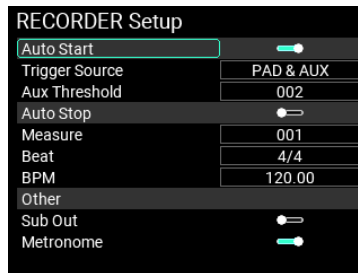 RECORDER Setup
Auto Start
Trigger Source PAD & AUX
Aux Threshold 002
Auto Stop
Measure 001
Beat 4/4
BPM 120.00
Other
Sub Out
Metronome